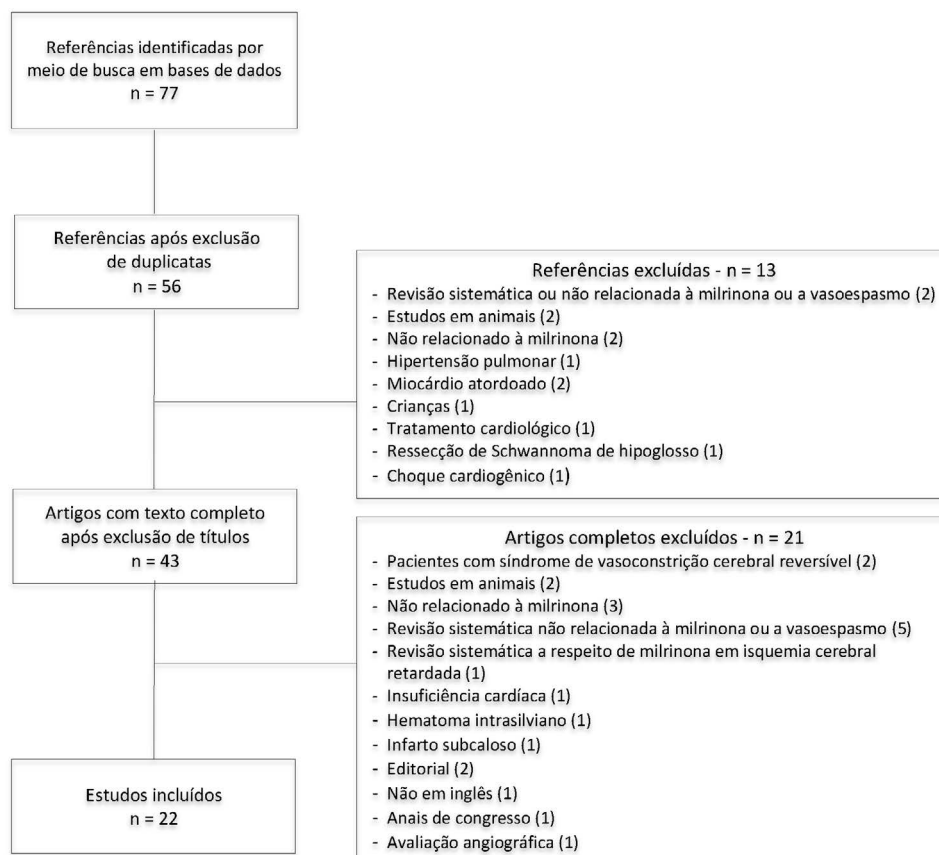 Referências identificadas por
meio de busca em bases de dados
n = 77
Referências após exclusão
de duplicatas
n = 56
Referências excluídas - n = 13
- Revisão sistemática ou não relacionada à milrinona ou a vasoespasmo (2)
- Estudos em animais (2)
- Não relacionado à milrinona (2)
- Hipertensão pulmonar (1)
- Miocárdio atordoado (2)
- Crianças (1)
- Tratamento cardiológico (1)
- Ressecção de Schwannoma de hipoglosso (1)
- Choque cardiogênico (1)
Artigos com texto completo
após exclusão de títulos
n = 43
Artigos completos excluídos - n = 21
- Pacientes com síndrome de vasoconstrição cerebral reversível (2)
- Estudos em animais (2)
- Não relacionado à milrinona (3)
- Revisão sistemática não relacionada à milrinona ou a vasoespasmo (5)
- Revisão sistemática a respeito de milrinona em isquemia cerebral
retardada (1)
- Insuficiência cardíaca (1)
- Hematoma intrasilviano (1)
- Infarto subcaloso (1)
- Editorial (2)
- Não em inglês (1)
- Anais de congresso (1)
- Avaliação angiográfica (1)
Estudos incluídos
n = 22